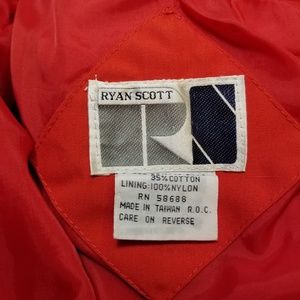 RYAN SCOTT
R
35% COTTON
LINING:100% NYLON
RN 58688
MADE IN TAIWAN R.O.C.
CARE ON REVERSE